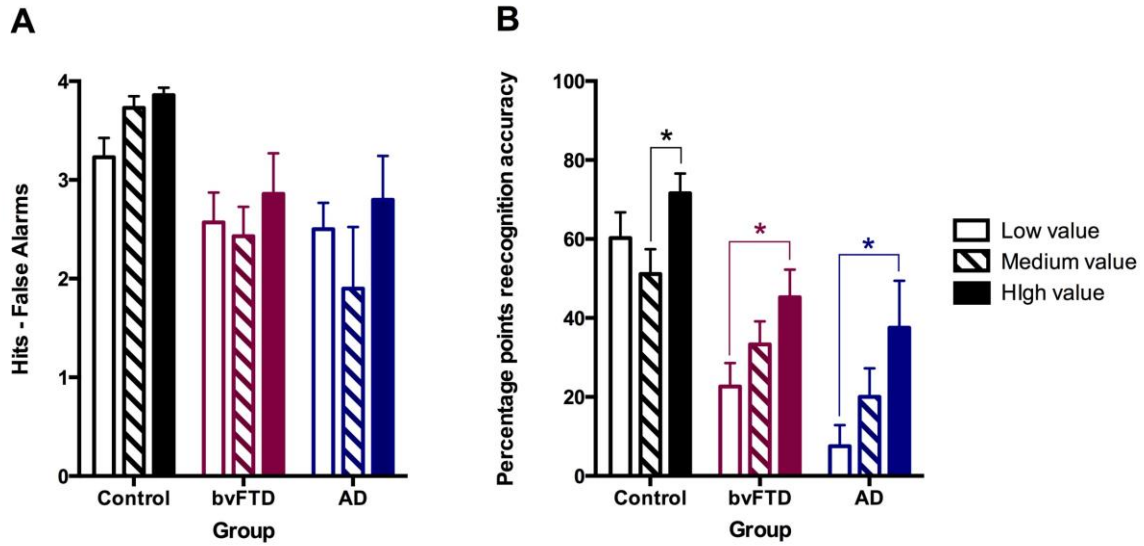 A
Hits - False Alarms
4
3
2
1
0
Control bvFTD AD
Group
B
Percentage points reecognition accuracy
100
80
60
40
20
0
*
*
*
Control bvFTD AD
Group
Low value
Medium value
HIgh value